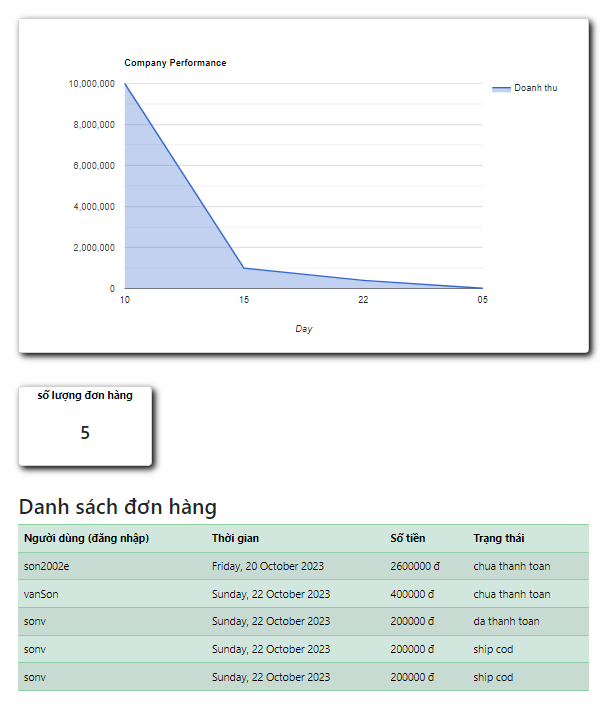 Company Performance
Doanh thu
10,000,000
8,000,000
6,000,000
4,000,000
2,000,000
0
10 15 22 05
Day
số lượng đơn hàng
5
Danh sách đơn hàng
Người dùng (đăng nhập) Thời gian Số tiền Trạng thái
son2002e Friday, 20 October 2023 2600000 đ chua thanh toan
vanSon Sunday, 22 October 2023 400000 đ chua thanh toan
sonv Sunday, 22 October 2023 200000 đ da thanh toan
sonv Sunday, 22 October 2023 200000 đ ship cod
sonv Sunday, 22 October 2023 200000 đ ship cod